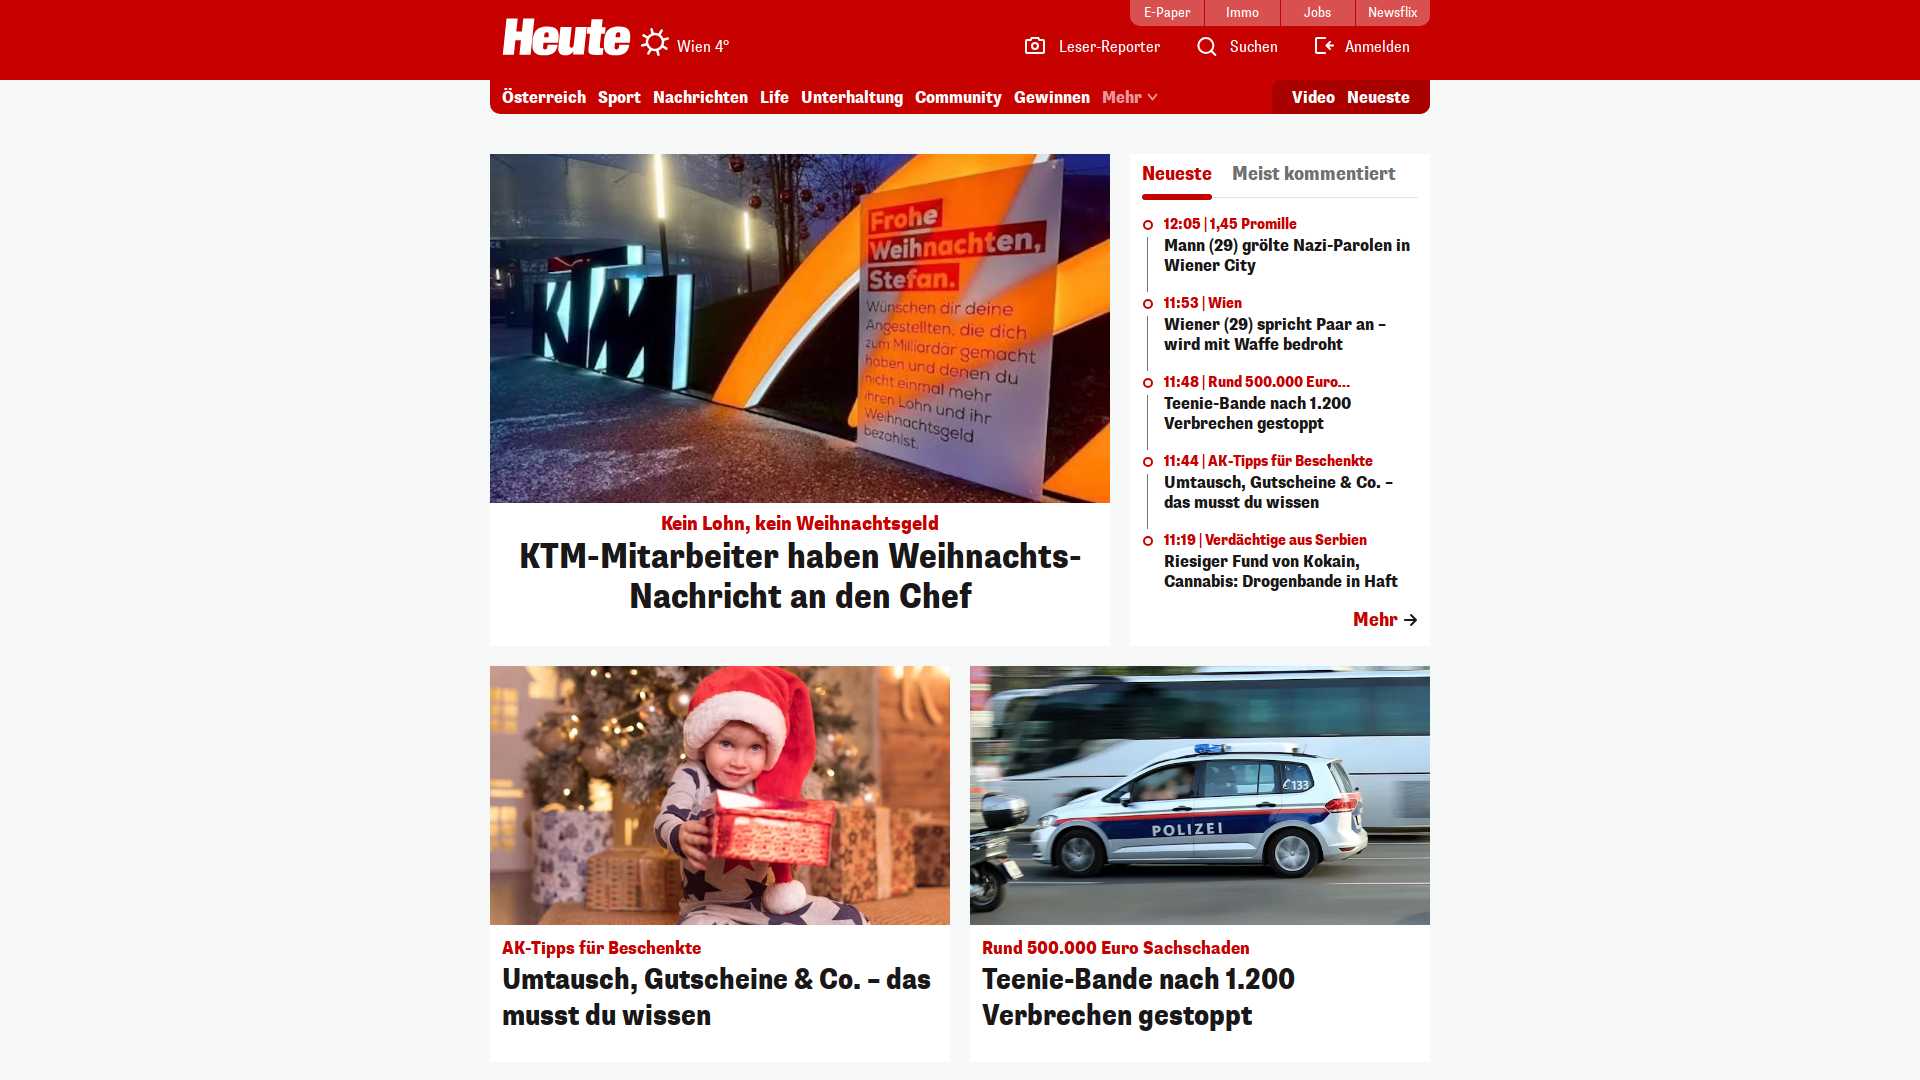 E-Paper
Immo
Jobs
Newsflix
Heute
Wien 4°
Leser-Reporter
Suchen
Anmelden
Österreich
Sport
Nachrichten
Life
Unterhaltung
Community
Gewinnen
Mehr
Video
Neueste
KTM
Frohe
Weihnachten,
Stefan.
Wünschen dir deine
Angestellten, die dich
zum Milliardär gemacht
haben und denen du
nicht einmal mehr
ihren Lohn und ihr
Weihnachtsgeld
bezahlst.
Kein Lohn, kein Weihnachtsgeld
KTM-Mitarbeiter haben Weihnachts-
Nachricht an den Chef
Neueste
Meist kommentiert
12:05 | 1,45 Promille
Mann (29) grölte Nazi-Parolen in
Wiener City
11:53 | Wien
Wiener (29) spricht Paar an –
wird mit Waffe bedroht
11:48 | Rund 500.000 Euro...
Teenie-Bande nach 1.200
Verbrechen gestoppt
11:44 | AK-Tipps für Beschenkte
Umtausch, Gutscheine & Co. –
das musst du wissen
11:19 | Verdächtige aus Serbien
Riesiger Fund von Kokain,
Cannabis: Drogenbande in Haft
Mehr
AK-Tipps für Beschenkte
Umtausch, Gutscheine & Co. – das
musst du wissen
133
POLIZEI
Rund 500.000 Euro Sachschaden
Teenie-Bande nach 1.200
Verbrechen gestoppt